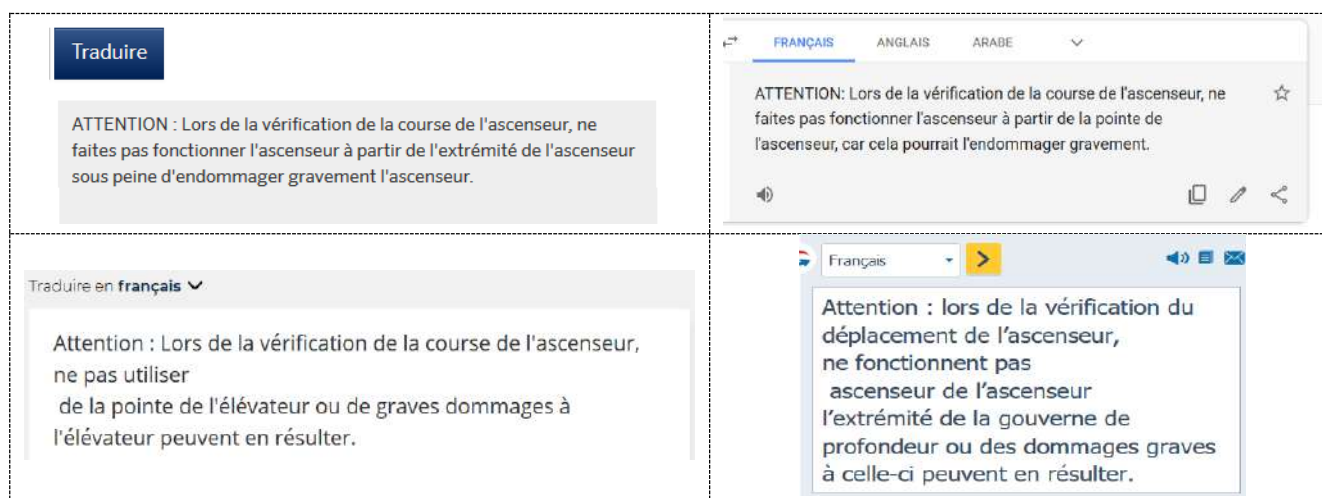 Traduire
ATTENTION : Lors de la vérification de la course de l'ascenseur, ne
faites pas fonctionner l'ascenseur à partir de l'extrémité de l'ascenseur
sous peine d'endommager gravement l'ascenseur.
FRANÇAIS ANGLAIS ARABE
ATTENTION: Lors de la vérification de la course de l'ascenseur, ne
faites pas fonctionner l'ascenseur à partir de la pointe de
l'ascenseur, car cela pourrait l'endommager gravement.
Traduire en français
Attention : Lors de la vérification de la course de l'ascenseur,
ne pas utiliser
de la pointe de l'élévateur ou de graves dommages à
l'élévateur peuvent en résulter.
Français
Attention : lors de la vérification du
déplacement de l’ascenseur,
ne fonctionnent pas
ascenseur de l’ascenseur
l’extrémité de la gouverne de
profondeur ou des dommages graves
à celle-ci peuvent en résulter.